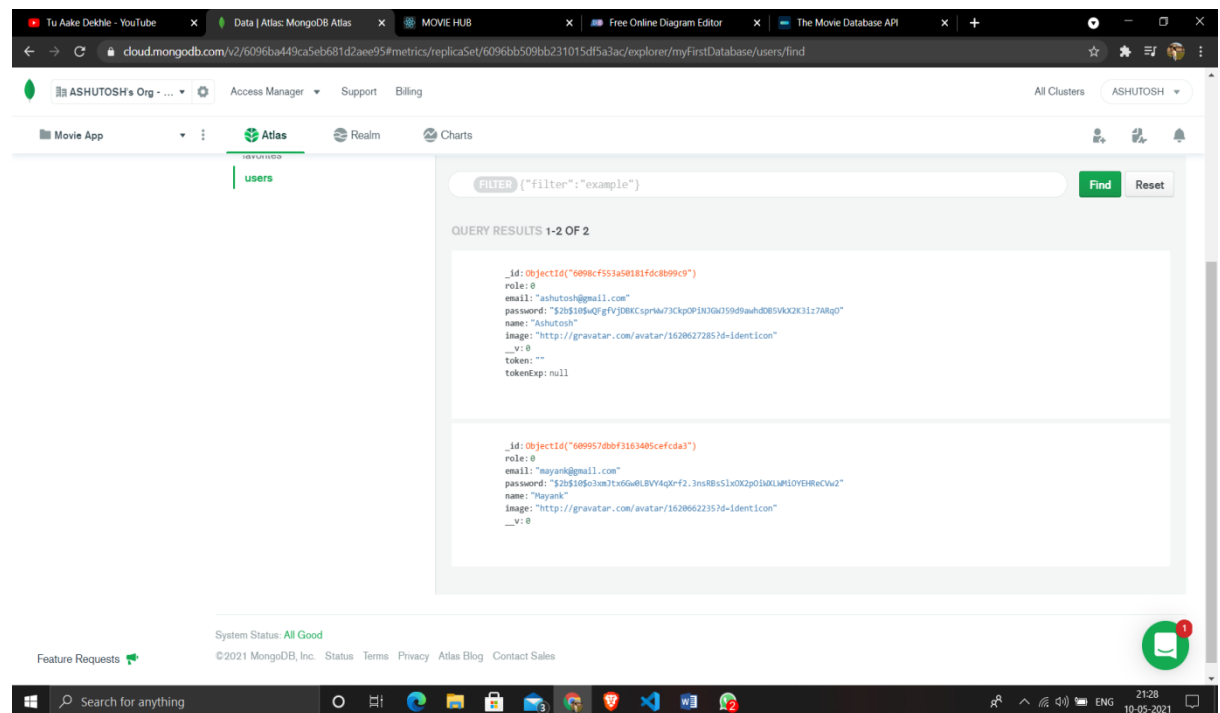 Tu Aake Dekhle - YouTube
Data | Atlas: MongoDB Atlas
MOVIE HUB
Free Online Diagram Editor
The Movie Database API
cloud.mongodb.com/v2/6096ba449ca5eb681d2aee95#metrics/replicaSet/6096bb509bb231015df5a3ac/explorer/myFirstDatabase/users/find
ASHUTOSH's Org - ...
Access Manager
Support
Billing
All Clusters
ASHUTOSH
Movie App
Atlas
Realm
Charts
favorites
users
FILTER {"filter":"example"}
Find
Reset
QUERY RESULTS 1-2 OF 2
_id: ObjectId("6098cf553a50181fdc8b99c9")
role: 0
email: "ashutosh@gmail.com"
password: "$2b$10$wQFgfVjDBKCsprWw73CkpOPiNJGWJ59d9awhdDB5VkX2K3iz7ARqO"
name: "Ashutosh"
image: "http://gravatar.com/avatar/1620627285?d=identicon"
__v: 0
token: ""
tokenExp: null
_id: ObjectId("609957dbbf3163405cefcda3")
role: 0
email: "mayank@gmail.com"
password: "$2b$10$o3xmJtx6Gw0LBVY4qXrf2.3nsRBsSlxOX2pOiWXLWMiOYEHReCVw2"
name: "Mayank"
image: "http://gravatar.com/avatar/1620662235?d=identicon"
__v: 0
System Status: All Good
Feature Requests
©2021 MongoDB, Inc. Status Terms Privacy Atlas Blog Contact Sales
1
Search for anything
3
2
ENG
21:28
10-05-2021